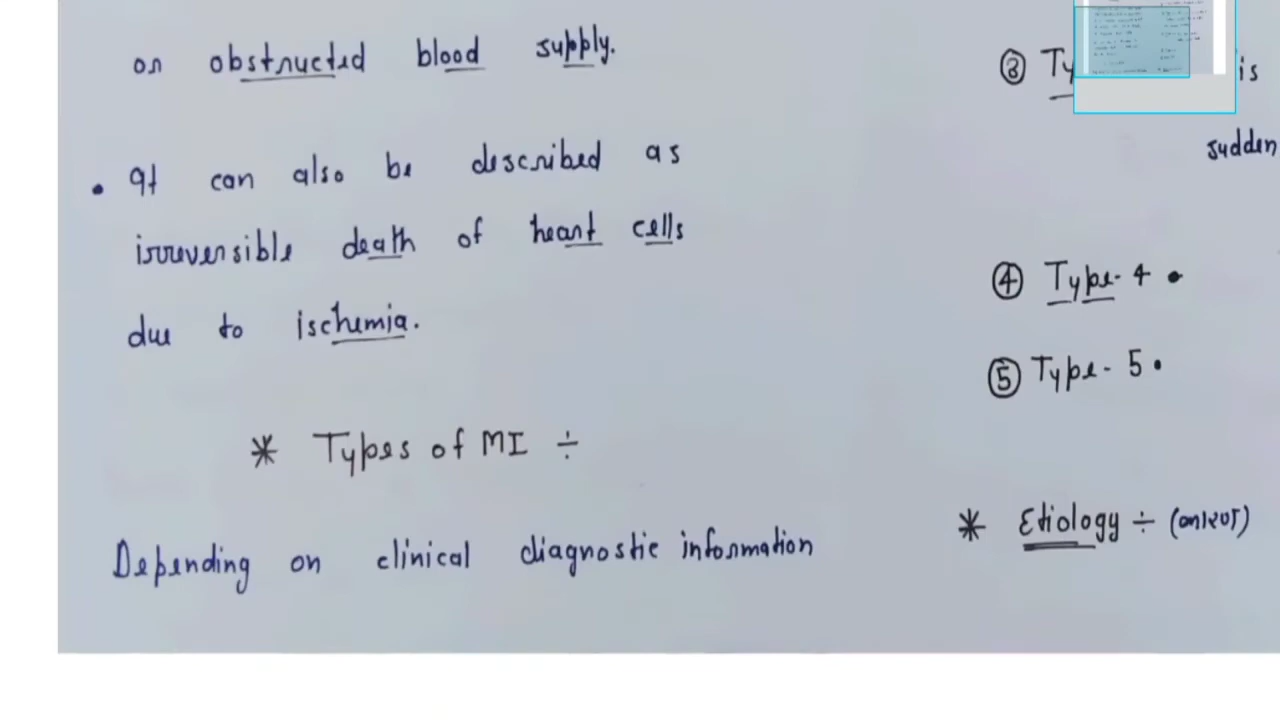 or obstructed blood supply.
• It can also be described as
irreversible death of heart cells
due to ischemia.
* Types of MI ÷
Depending on clinical diagnostic information
③ Ty
is
sudden
④ Type-4 •
⑤ Type-5 •
* Etiology ÷